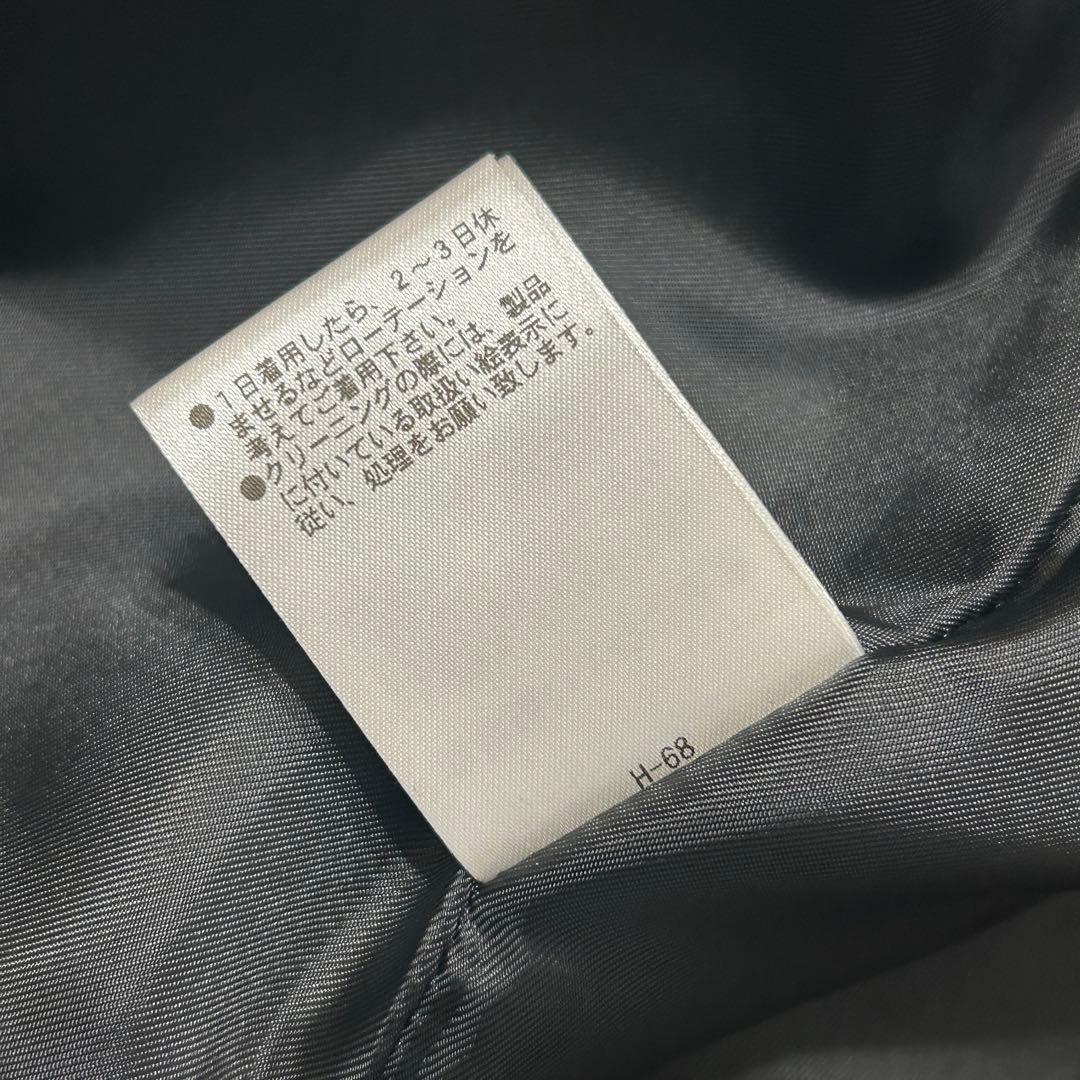 ●1日着用したら、2～3日休
ませるなどローテーションを
考えてご着用下さい。
●クリーニングの際には、製品
に付いている取扱い絵表示に
従い、処理をお願い致します。
H-68